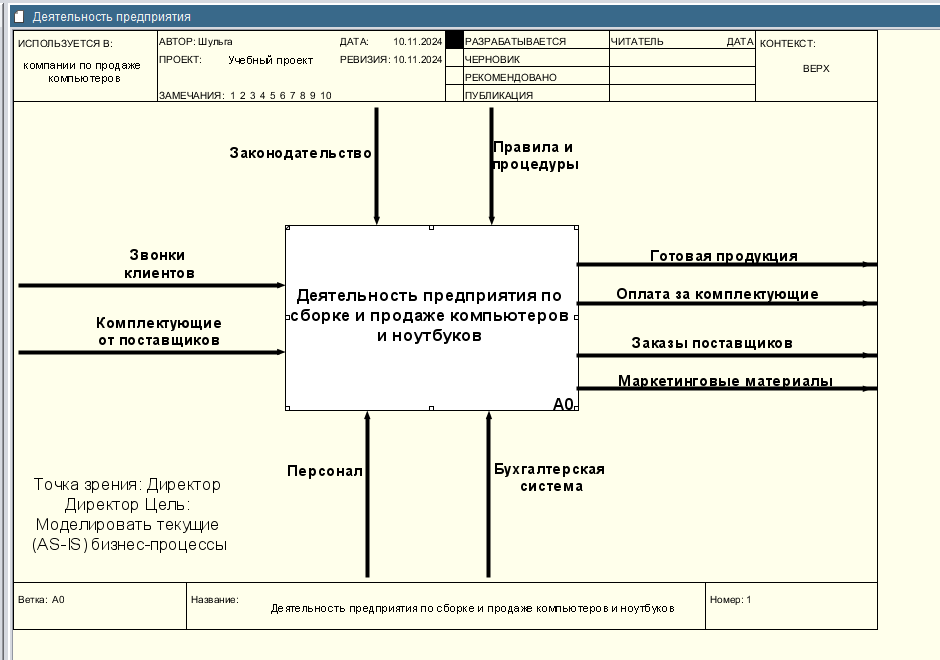 Деятельность предприятия
ИСПОЛЬЗУЕТСЯ В:
компании по продаже
компьютеров
АВТОР: Шульга
ДАТА: 10.11.2024
ПРОЕКТ: Учебный проект
РЕВИЗИЯ: 10.11.2024
ЗАМЕЧАНИЯ: 1 2 3 4 5 6 7 8 9 10
РАЗРАБАТЫВАЕТСЯ
ЧЕРНОВИК
РЕКОМЕНДОВАНО
ПУБЛИКАЦИЯ
ЧИТАТЕЛЬ
ДАТА
КОНТЕКСТ:
ВЕРХ
Законодательство
Правила и
процедуры
Звонки
клиентов
Комплектующие
от поставщиков
Деятельность предприятия по
сборке и продаже компьютеров
и ноутбуков
A0
Готовая продукция
Оплата за комплектующие
Заказы поставщиков
Маркетинговые материалы
Персонал
Бухгалтерская
система
Точка зрения: Директор
Директор Цель:
Моделировать текущие
(AS-IS) бизнес-процессы
Ветка: A0
Название:
Деятельность предприятия по сборке и продаже компьютеров и ноутбуков
Номер: 1